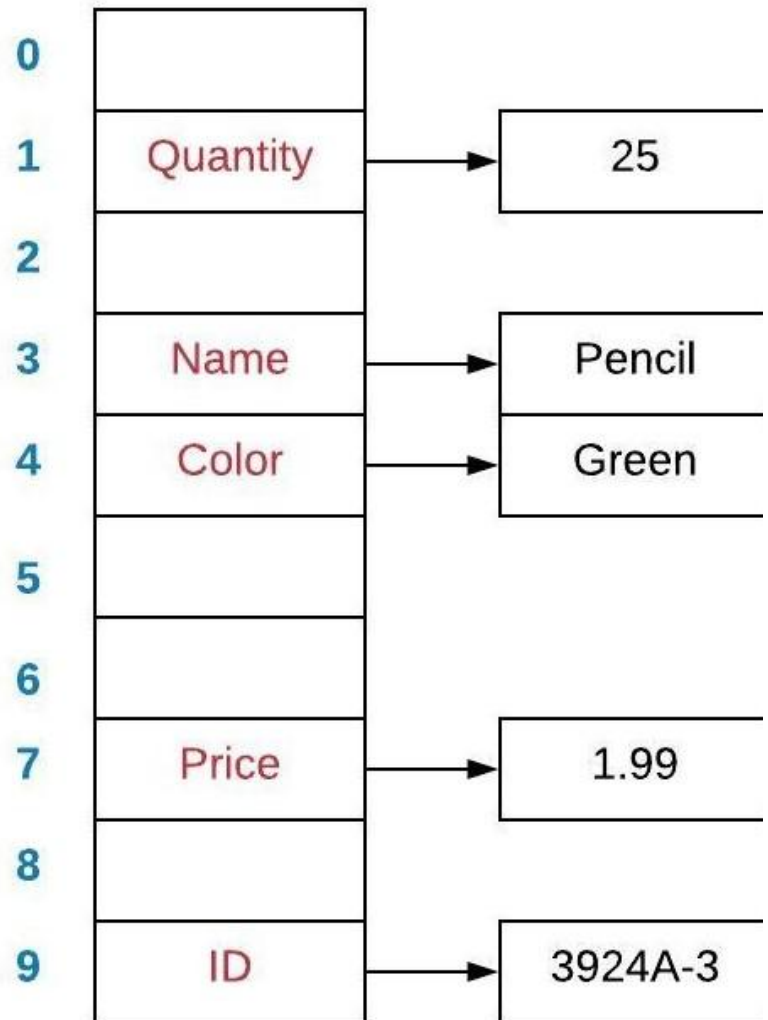 0
1 Quantity 25
2
3 Name Pencil
4 Color Green
5
6
7 Price 1.99
8
9 ID 3924A-3